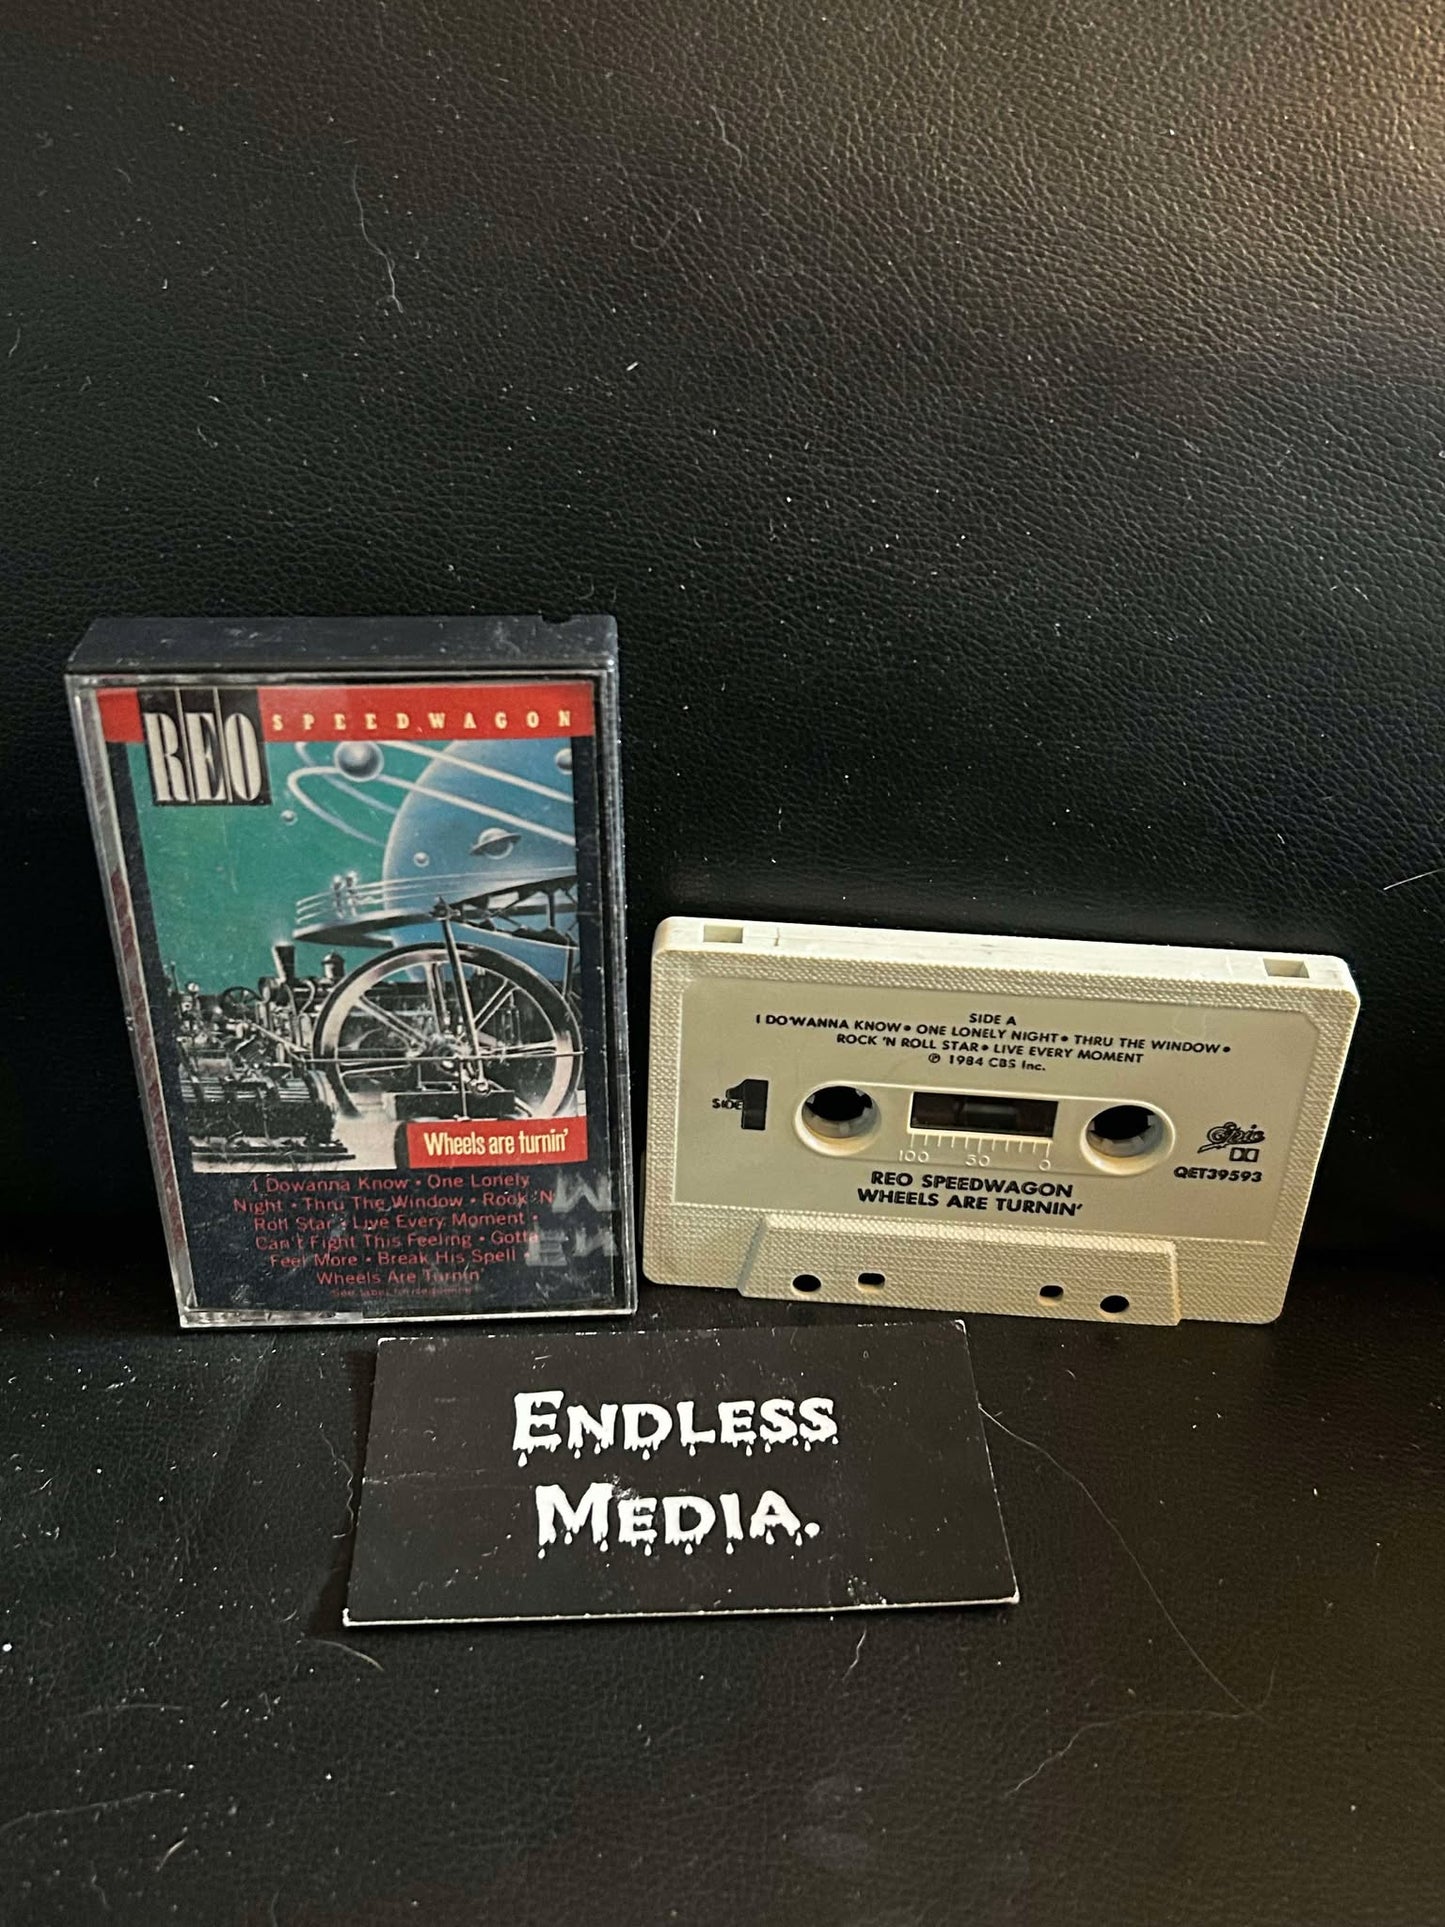 REO SPEEDWAGON
Wheels are turnin'
I Dowanna Know • One Lonely
Night • Thru The Window • Rock 'N
Roll Star • Live Every Moment •
Can't Fight This Feeling • Gotta
Feel More • Break His Spell •
Wheels Are Turnin'
SIDE A
I DO'WANNA KNOW • ONE LONELY NIGHT • THRU THE WINDOW •
ROCK 'N ROLL STAR • LIVE EVERY MOMENT
℗ 1984 CBS Inc.
SIDE 1
100 50 0
Epic
QET39593
REO SPEEDWAGON
WHEELS ARE TURNIN'
ENDLESS
MEDIA.